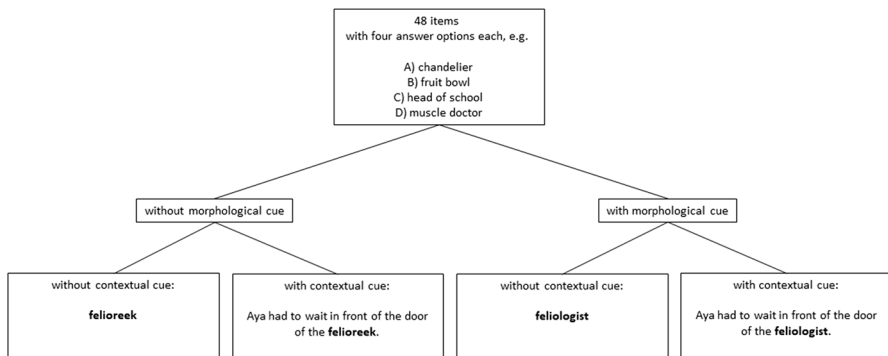 48 items
with four answer options each, e.g.
A) chandelier
B) fruit bowl
C) head of school
D) muscle doctor
without morphological cue
with morphological cue
without contextual cue:
felioreek
with contextual cue:
Aya had to wait in front of the door
of the felioreek.
without contextual cue:
feliologist
with contextual cue:
Aya had to wait in front of the door
of the feliologist.